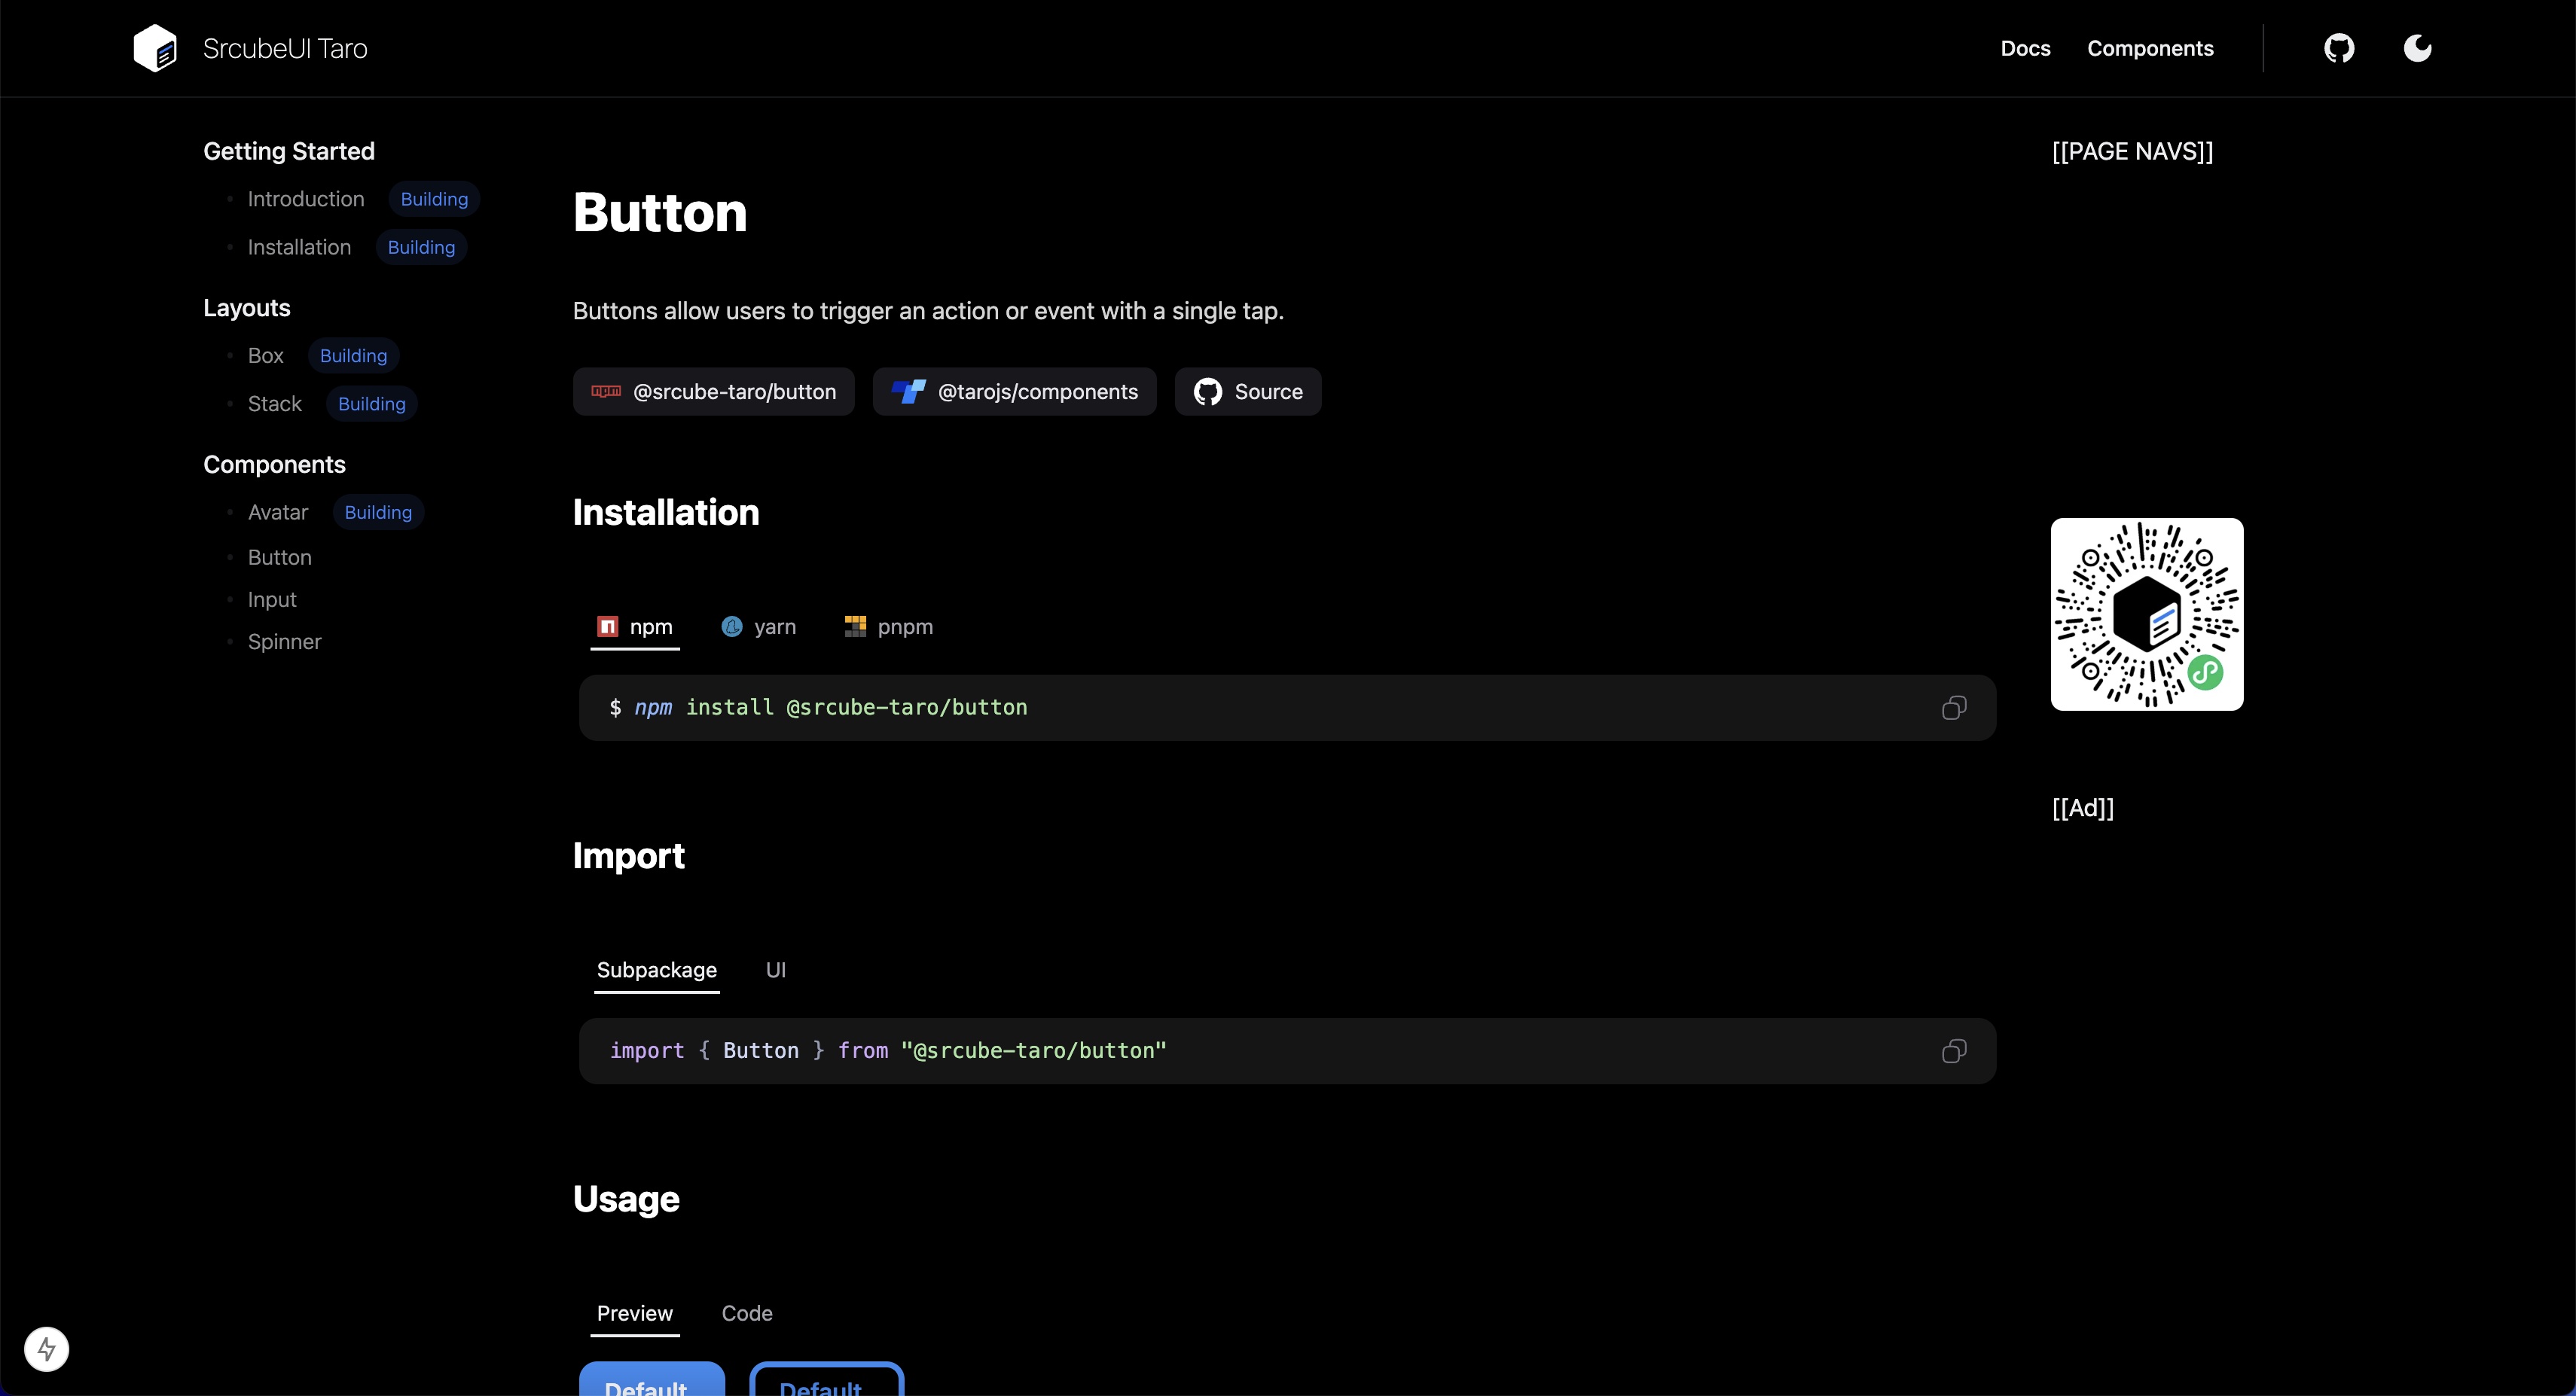 SrcubeUI Taro
Docs
Components
Getting Started
Introduction Building
Installation Building
Layouts
Box Building
Stack Building
Components
Avatar Building
Button
Input
Spinner
Button
Buttons allow users to trigger an action or event with a single tap.
@srcube-taro/button
@tarojs/components
Source
Installation
npm
yarn
pnpm
$ npm install @srcube-taro/button
Import
Subpackage
UI
import { Button } from "@srcube-taro/button"
Usage
Preview
Code
Default
Default
[[PAGE NAVS]]
[[Ad]]